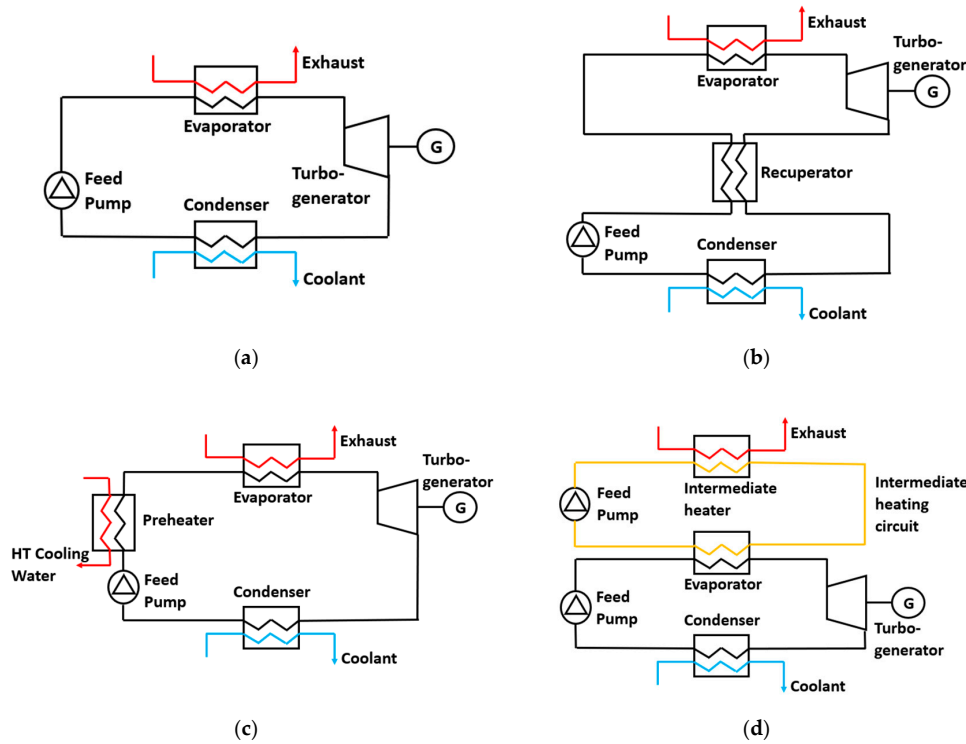 Exhaust
Evaporator
Turbo-
generator
G
Feed
Pump
Condenser
Coolant
(a)
Exhaust
Evaporator
Turbo-
generator
G
Recuperator
Feed
Pump
Condenser
Coolant
(b)
Exhaust
Evaporator
Turbo-
generator
G
Preheater
HT Cooling
Water
Feed
Pump
Condenser
Coolant
(c)
Exhaust
Intermediate
heater
Intermediate
heating
circuit
Feed
Pump
Evaporator
Feed
Pump
G
Turbo-
generator
Condenser
Coolant
(d)